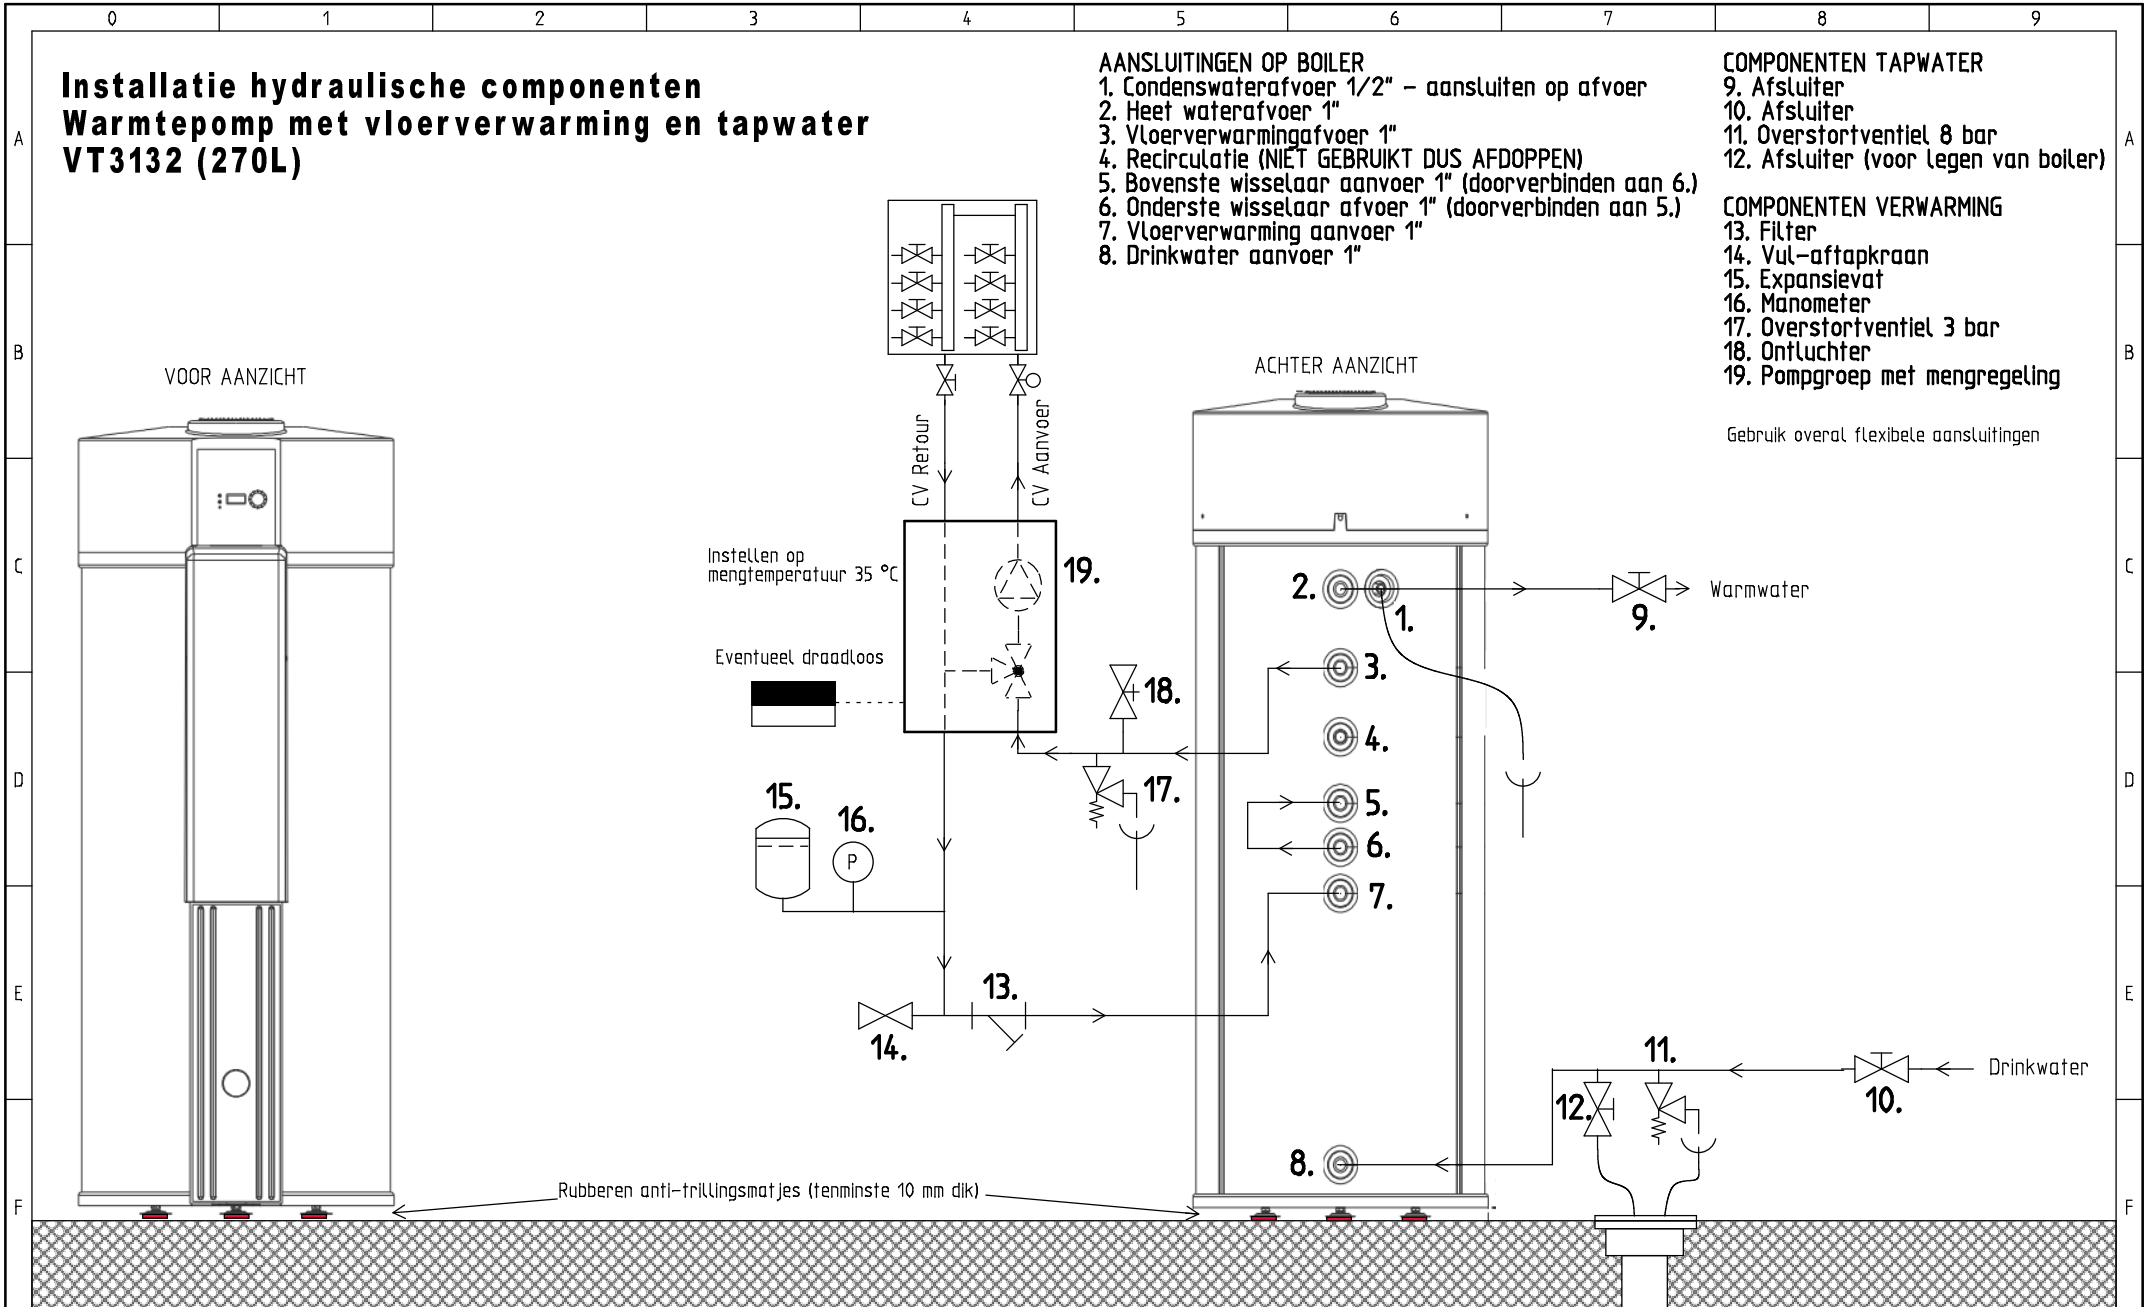 0 1 2 3 4 5 6 7 8 9
Installatie hydraulische componenten
Warmtepomp met vloerverwarming en tapwater
VT3132 (270L)
AANSLUITINGEN OP BOILER
1. Condenswaterafvoer 1/2" - aansluiten op afvoer
2. Heet waterafvoer 1"
3. Vloerverwarmingafvoer 1"
4. Recirculatie (NIET GEBRUIKT DUS AFDOPPEN)
5. Bovenste wisselaar aanvoer 1" (doorverbinden aan 6.)
6. Onderste wisselaar afvoer 1" (doorverbinden aan 5.)
7. Vloerverwarming aanvoer 1"
8. Drinkwater aanvoer 1"
COMPONENTEN TAPWATER
9. Afsluiter
10. Afsluiter
11. Overstortventiel 8 bar
12. Afsluiter (voor legen van boiler)
COMPONENTEN VERWARMING
13. Filter
14. Vul-aftapkraan
15. Expansievat
16. Manometer
17. Overstortventiel 3 bar
18. Ontluchter
19. Pompgroep met mengregeling
Gebruik overal flexibele aansluitingen
A
A
B
B
C
C
D
D
E
E
F
F
VOOR AANZICHT
ACHTER AANZICHT
CV Retour
CV Aanvoer
Instellen op
mengtemperatuur 35 °C
19.
Eventueel draadloos
18.
17.
15.
16.
P
13.
14.
2.
1.
3.
4.
5.
6.
7.
8.
9.
Warmwater
11.
12.
10.
Drinkwater
Rubberen anti-trillingsmatjes (tenminste 10 mm dik)